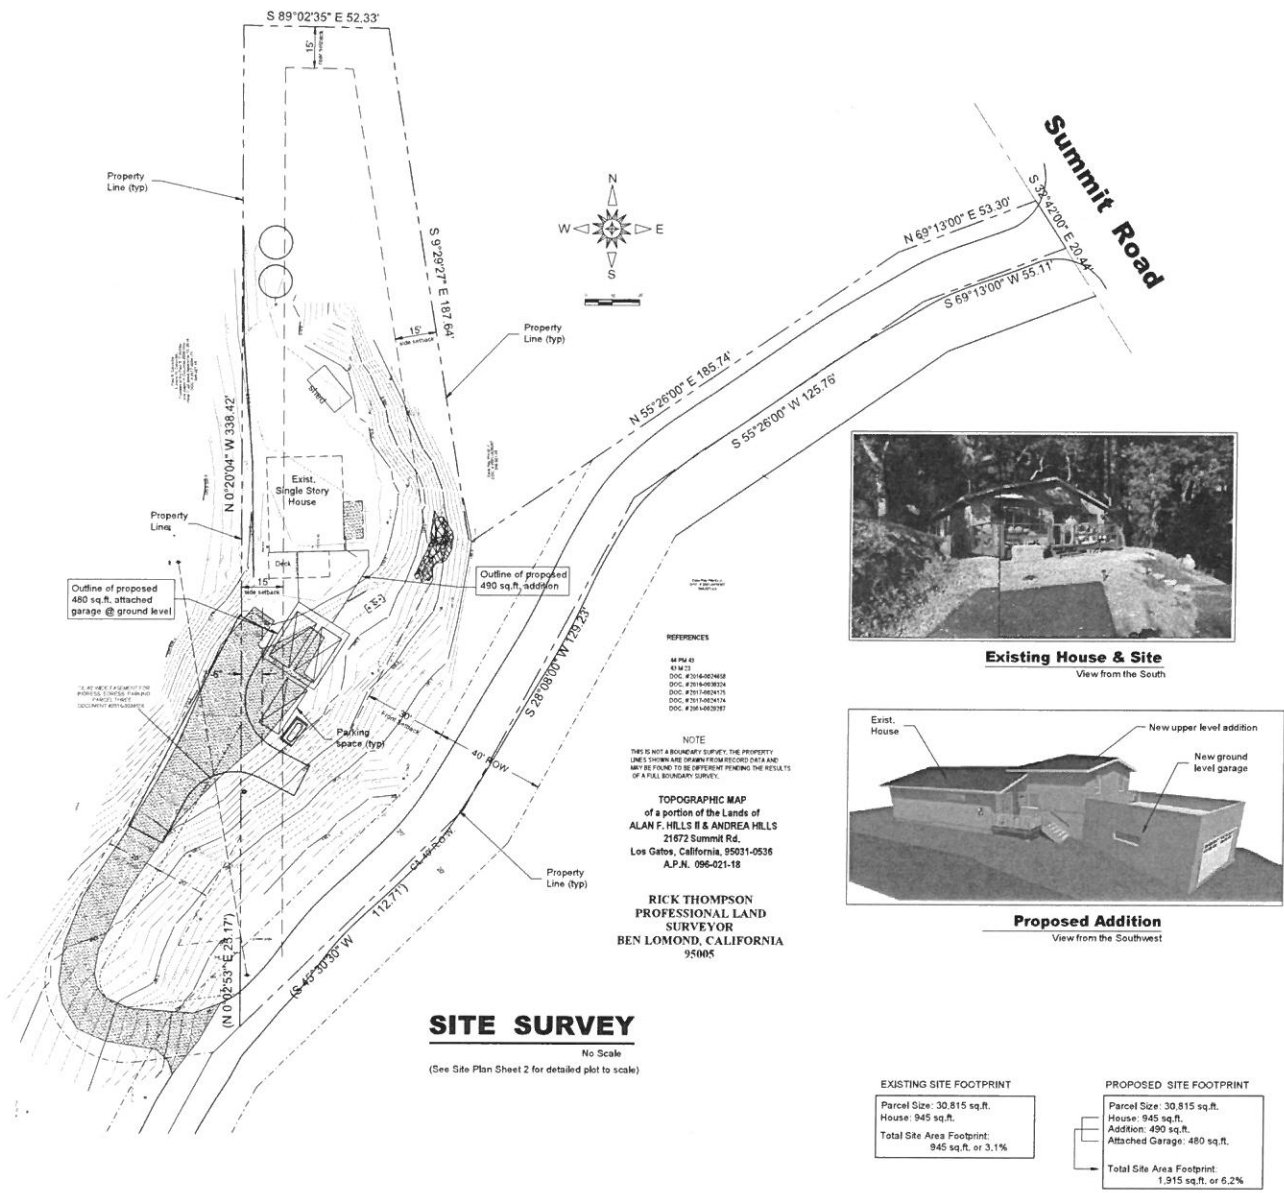 S 89°02'35" E 52.33'
15'
rear setback
Property
Line (typ)
N
W
E
S
Summit Road
S 32°42'00" E 20.44'
N 69°13'00" E 53.30'
S 69°13'00" W 55.11'
S 9°29'27" E 187.64'
15'
side setback
Property
Line (typ)
N 55°26'00" E 185.74'
S 55°26'00" W 125.76'
shed
N 0°20'04" W 338.42'
Exist.
Single Story
House
Property
Line
Deck
15'
side setback
Outline of proposed
480 sq.ft. attached
garage @ ground level
Outline of proposed
490 sq.ft. addition
S 28°08'00" W 129.23'
Parking
space (typ)
30'
Front setback
40' ROW
Property
Line (typ)
(S 45°30'30" W
112.71')
REFERENCES
NOTE
THIS IS NOT A BOUNDARY SURVEY. THE PROPERTY
LINES SHOWN ARE DRAWN FROM RECORD DATA AND
MAY BE FOUND TO BE DIFFERENT PENDING THE RESULTS
OF A FULL BOUNDARY SURVEY.
TOPOGRAPHIC MAP
of a portion of the Lands of
ALAN F. HILLS II & ANDREA HILLS
21672 Summit Rd.
Los Gatos, California, 95031-0536
A.P.N. 096-021-18
RICK THOMPSON
PROFESSIONAL LAND
SURVEYOR
BEN LOMOND, CALIFORNIA
95005
SITE SURVEY
No Scale
(See Site Plan Sheet 2 for detailed plot to scale)
Existing House & Site
View from the South
Exist.
House
New upper level addition
New ground
level garage
Proposed Addition
View from the Southwest
EXISTING SITE FOOTPRINT
Parcel Size: 30,815 sq.ft.
House: 945 sq.ft.
Total Site Area Footprint:
945 sq.ft. or 3.1%
PROPOSED SITE FOOTPRINT
Parcel Size: 30,815 sq.ft.
House: 945 sq.ft.
Addition: 490 sq.ft.
Attached Garage: 480 sq.ft.
Total Site Area Footprint:
1,915 sq.ft. or 6.2%